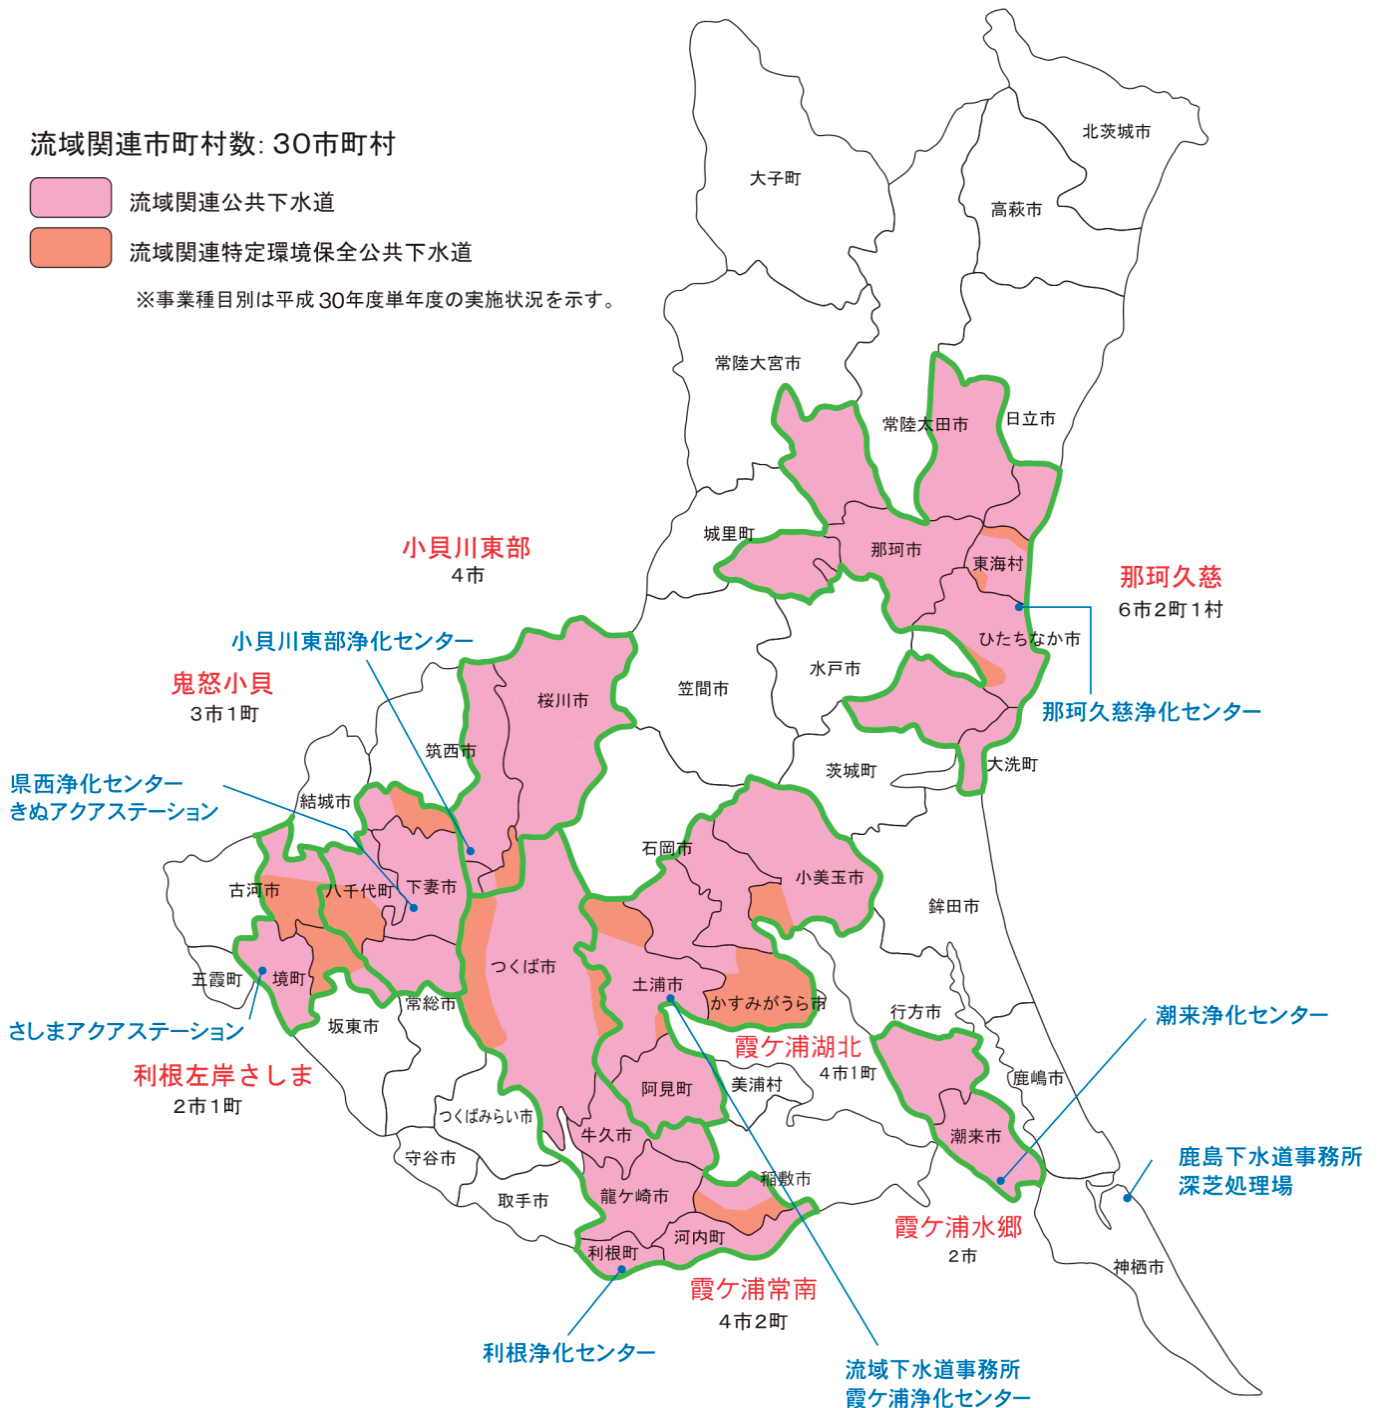 流域関連市町村数: 30市町村
流域関連公共下水道
流域関連特定環境保全公共下水道
※事業種目別は平成30年度単年度の実施状況を示す。
北茨城市
大子町
高萩市
常陸大宮市
常陸太田市
日立市
城里町
那珂市
東海村
小貝川東部
4市
那珂久慈
6市2町1村
ひたちなか市
小貝川東部浄化センター
水戸市
鬼怒小貝
3市1町
笠間市
桜川市
那珂久慈浄化センター
筑西市
茨城町
大洗町
県西浄化センター
きぬアクアステーション
結城市
石岡市
小美玉市
古河市
八千代町
下妻市
鉾田市
つくば市
五霞町
境町
土浦市
かすみがうら市
常総市
行方市
潮来浄化センター
さしまアクアステーション
坂東市
霞ケ浦湖北
4市1町
利根左岸さしま
2市1町
阿見町
美浦村
鹿嶋市
つくばみらい市
牛久市
潮来市
守谷市
鹿島下水道事務所
深芝処理場
稲敷市
取手市
龍ケ崎市
霞ケ浦水郷
2市
河内町
利根町
神栖市
霞ケ浦常南
4市2町
利根浄化センター
流域下水道事務所
霞ケ浦浄化センター